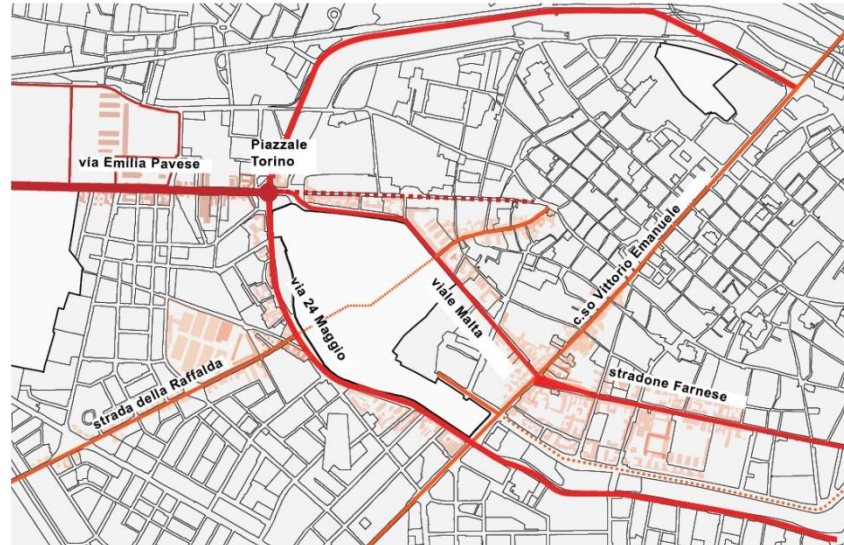 Piazzale
Torino
via Emilia Pavese
c.so Vittorio Emanuele
via 24 Maggio
viale Malta
stradone Farnese
strada della Raffalda